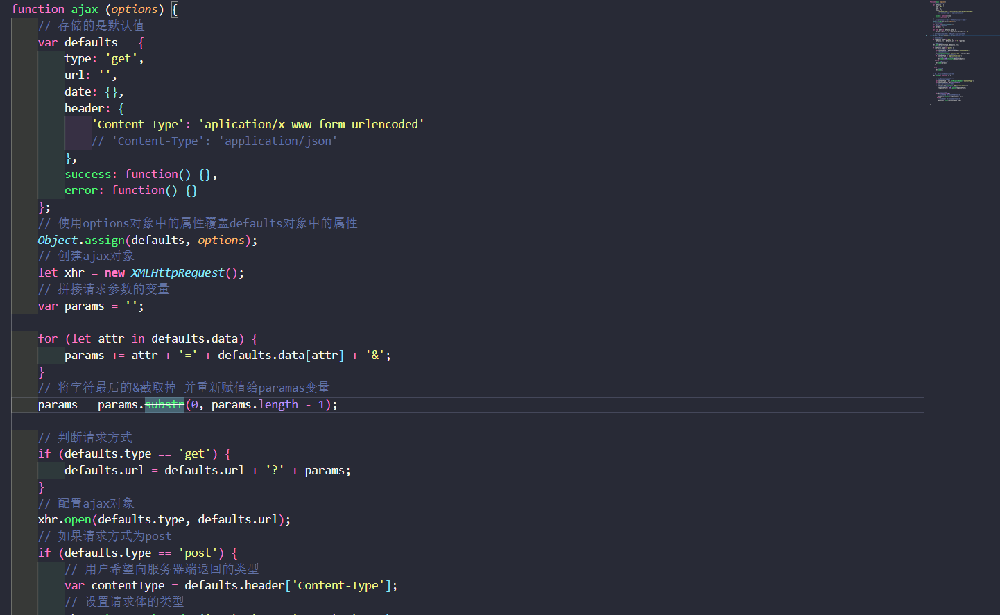 function ajax (options) {
// 存储的是默认值
var defaults = {
type: 'get',
url: '',
date: {},
header: {
'Content-Type': 'aplication/x-www-form-urlencoded'
// 'Content-Type': 'application/json'
},
success: function() {},
error: function() {}
};
// 使用options对象中的属性覆盖defaults对象中的属性
Object.assign(defaults, options);
// 创建ajax对象
let xhr = new XMLHttpRequest();
// 拼接请求参数的变量
var params = '';
for (let attr in defaults.data) {
params += attr + '=' + defaults.data[attr] + '&';
}
// 将字符最后的&截取掉 并重新赋值给paramas变量
params = params.substr(0, params.length - 1);
// 判断请求方式
if (defaults.type == 'get') {
defaults.url = defaults.url + '?' + params;
}
// 配置ajax对象
xhr.open(defaults.type, defaults.url);
// 如果请求方式为post
if (defaults.type == 'post') {
// 用户希望向服务器端返回的类型
var contentType = defaults.header['Content-Type'];
// 设置请求体的类型